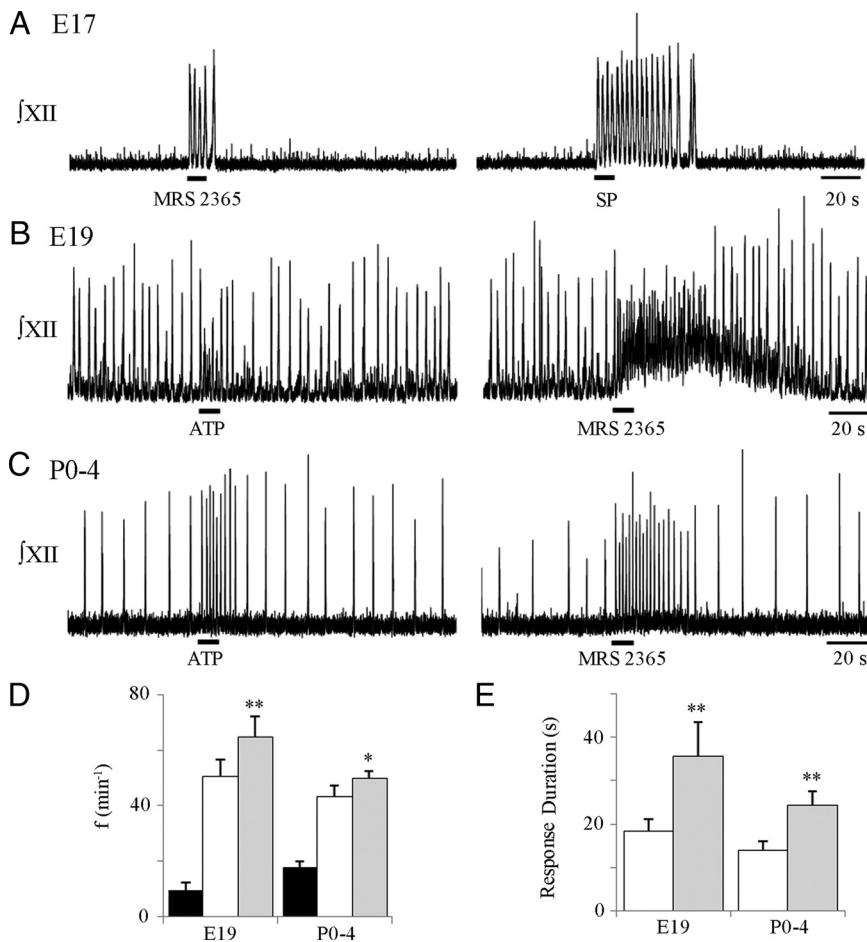 A E17
∫XII
MRS 2365
SP
20 s
B E19
∫XII
ATP
MRS 2365
20 s
C P0-4
∫XII
ATP
MRS 2365
20 s
D
80
40
0
f (min⁻¹)
**
*
E19
P0-4
E
60
40
20
0
Response Duration (s)
**
**
E19
P0-4